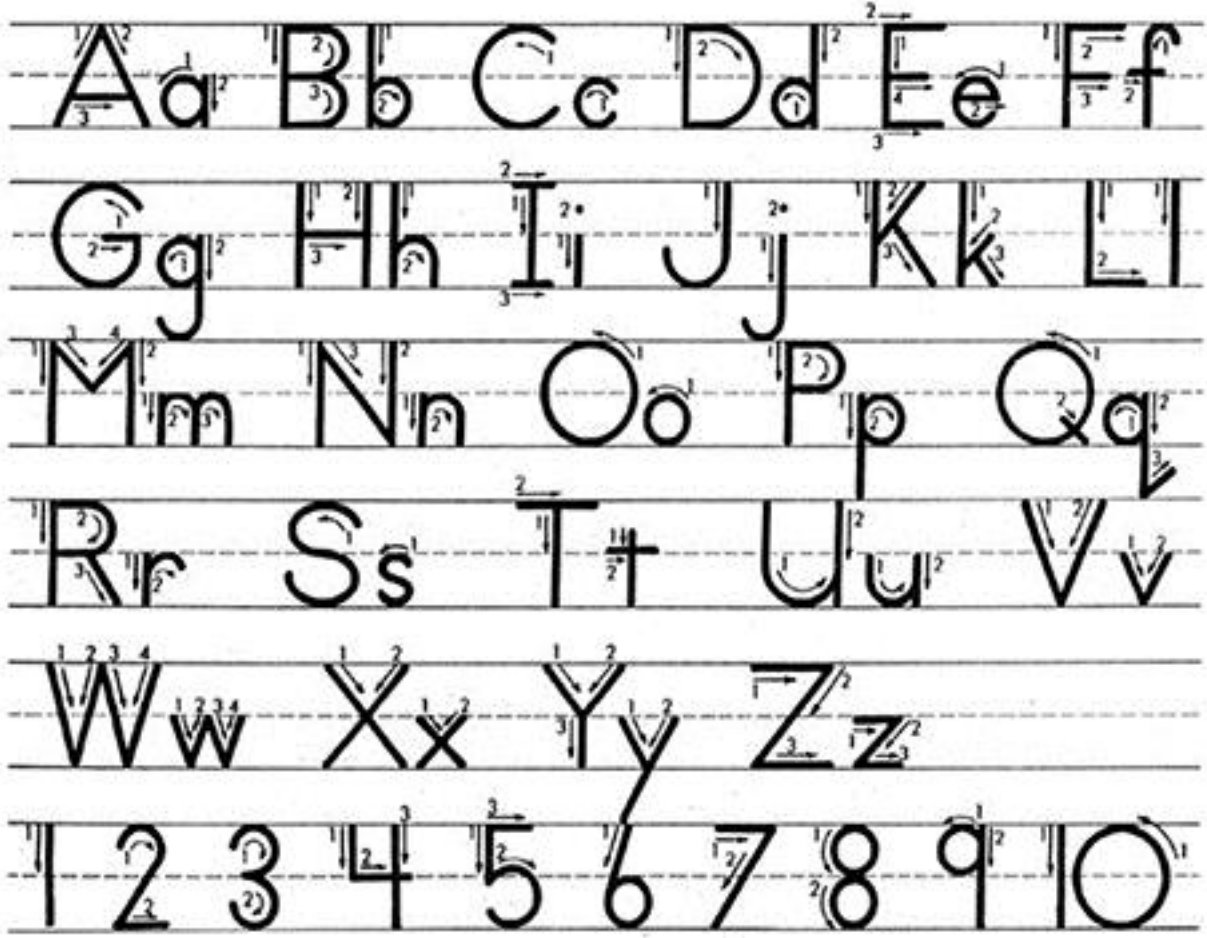 Aa Bb Cc Dd Ee Ff
Gg Hh Ii Jj Kk Ll
Mm Nn Oo Pp Qq
Rr Ss Tt Uu Vv
Ww Xx Yy Zz
1 2 3 4 5 6 7 8 9 10